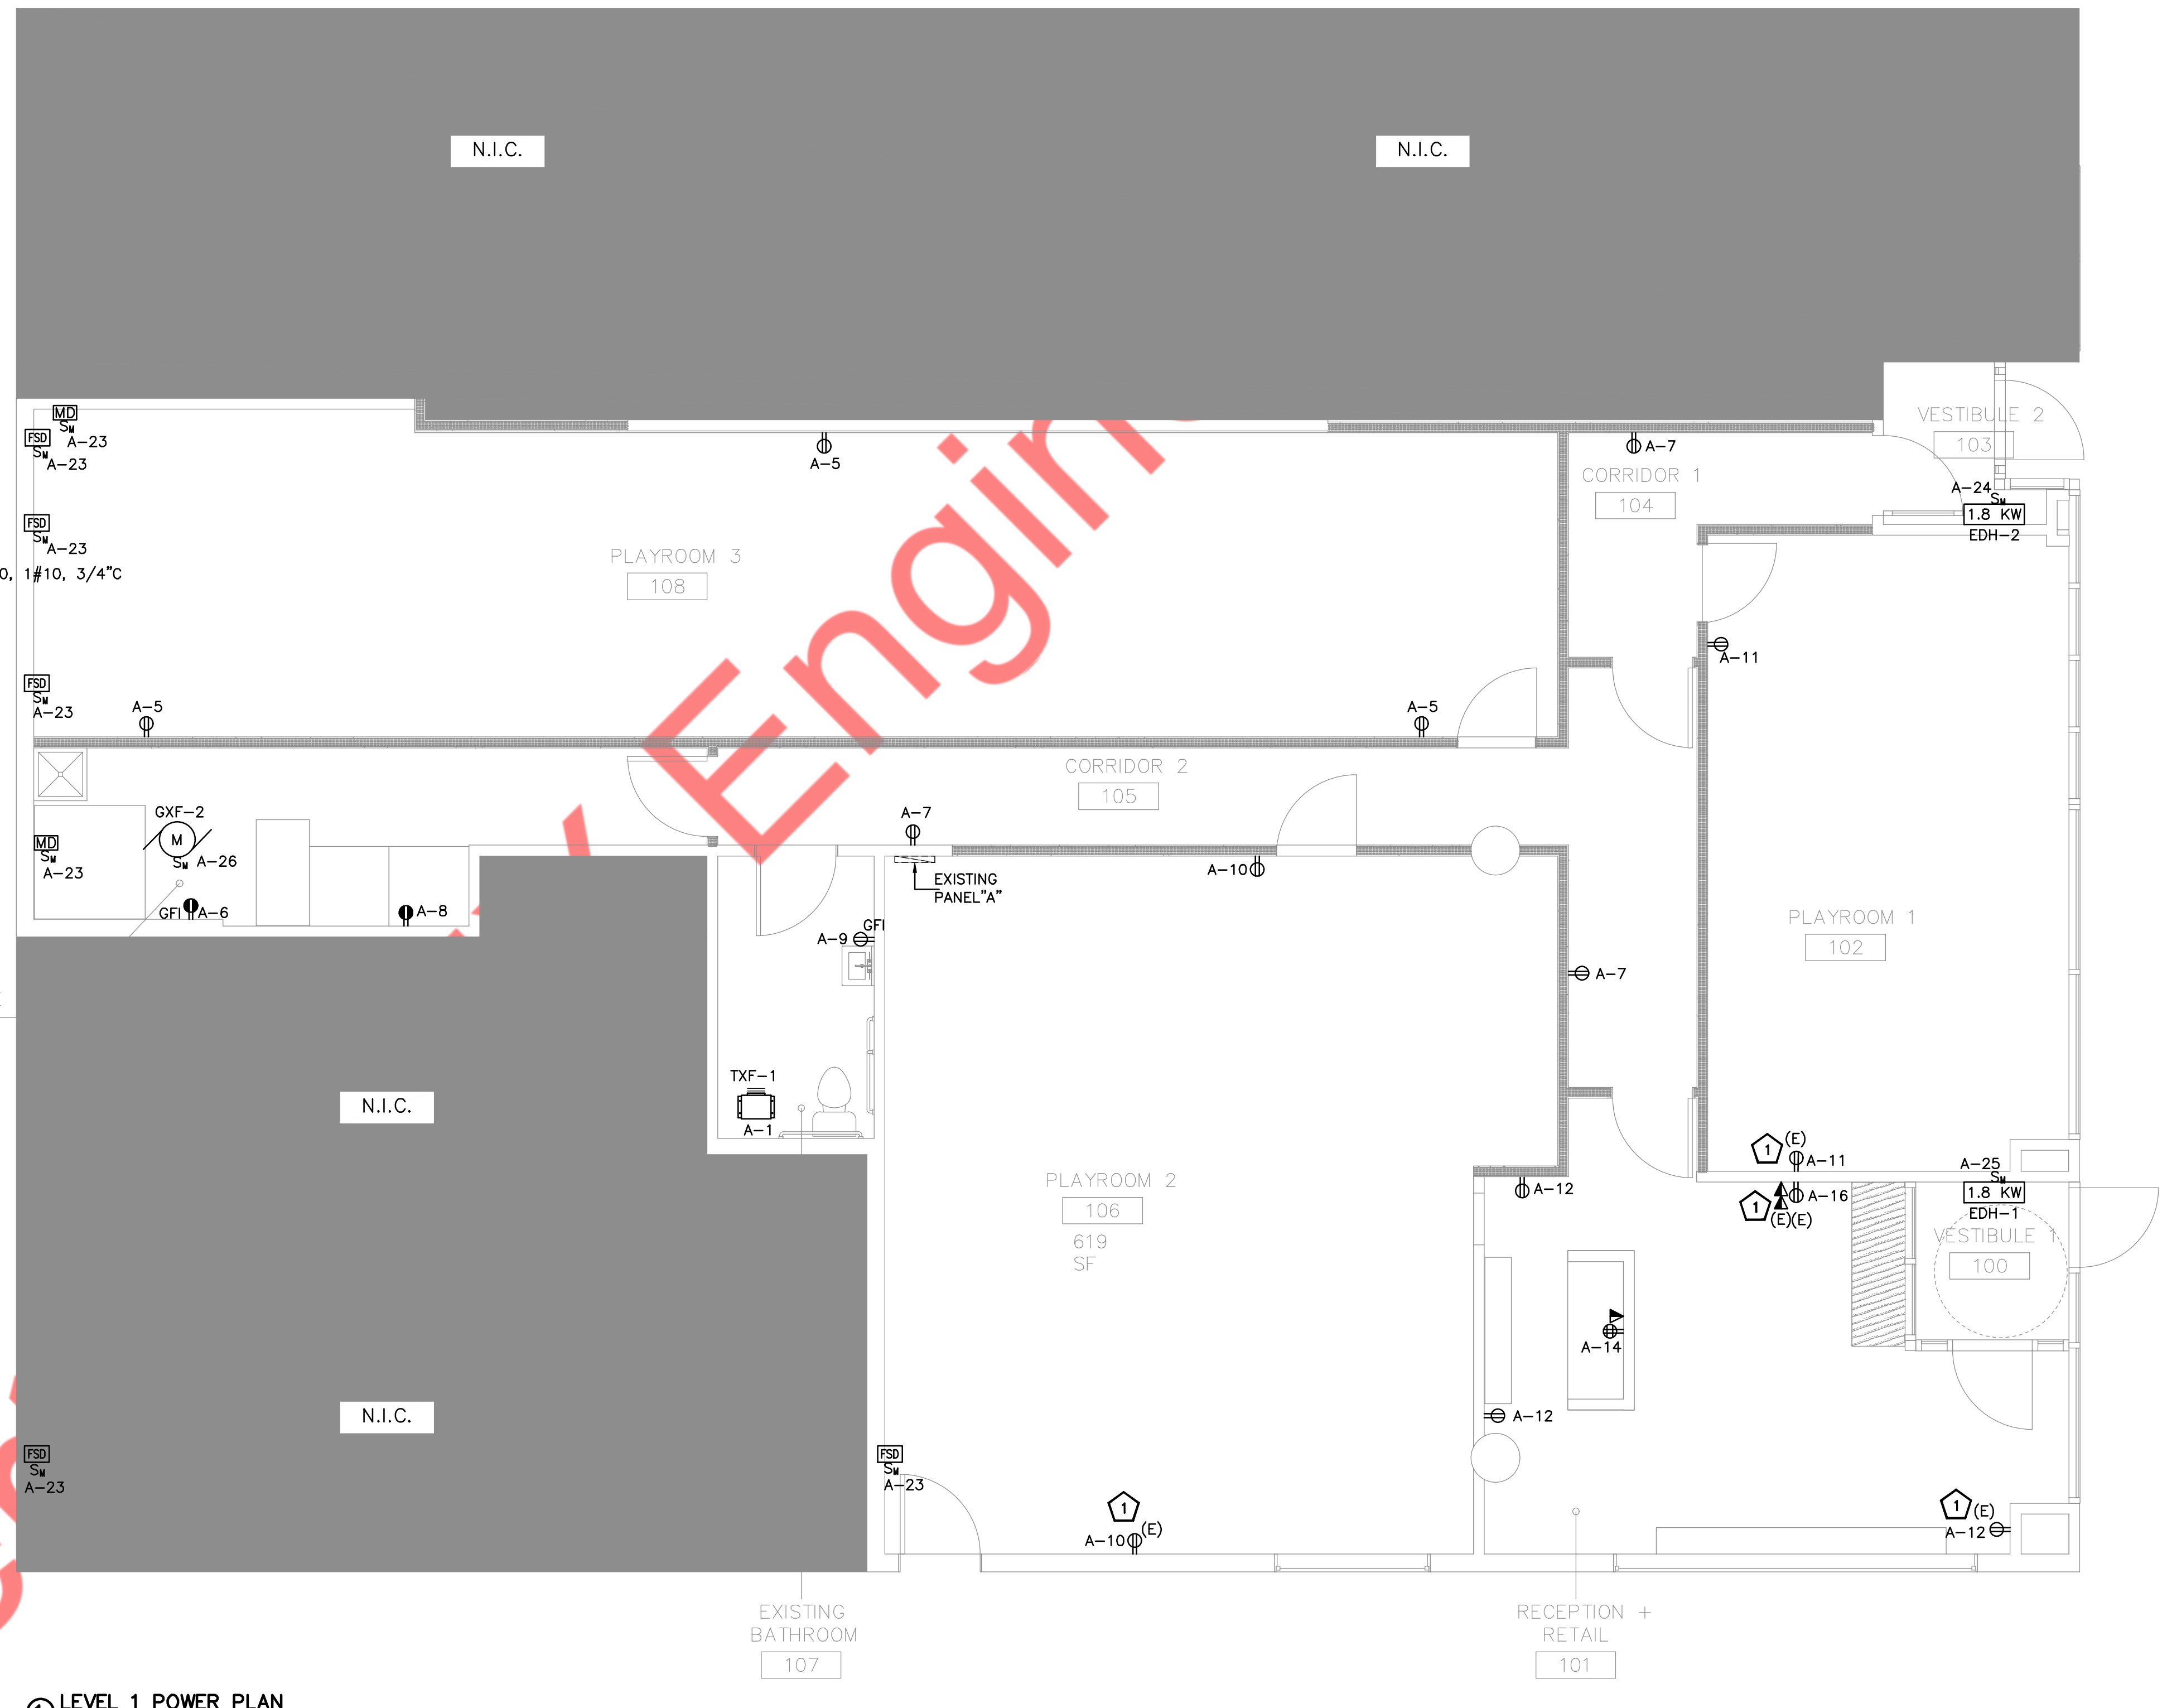 N.I.C.
N.I.C.
MD
SM
A-23
FSD
SM
A-23
FSD
SM
A-23
0, 1#10, 3/4"C
FSD
SM
A-23
A-5
A-5
A-5
PLAYROOM 3
108
A-7
CORRIDOR 1
104
VESTIBULE 2
103
A-24
SM
1.8 KW
EDH-2
A-11
PLAYROOM 1
102
CORRIDOR 2
105
A-7
EXISTING
PANEL"A"
A-10
GXF-2
M
SM A-26
MD
SM
A-23
GFI A-6
A-8
GFI
A-9
A-7
TXF-1
A-1
N.I.C.
N.I.C.
PLAYROOM 2
106
619
SF
A-12
1 (E)
A-11
A-16
1
(E)(E)
A-25
SM
1.8 KW
EDH-1
VESTIBULE 1
100
A-14
A-12
FSD
SM
A-23
FSD
SM
A-23
1
A-10 (E)
1 (E)
A-12
EXISTING
BATHROOM
107
RECEPTION +
RETAIL
101
1 LEVEL 1 POWER PLAN
Engin